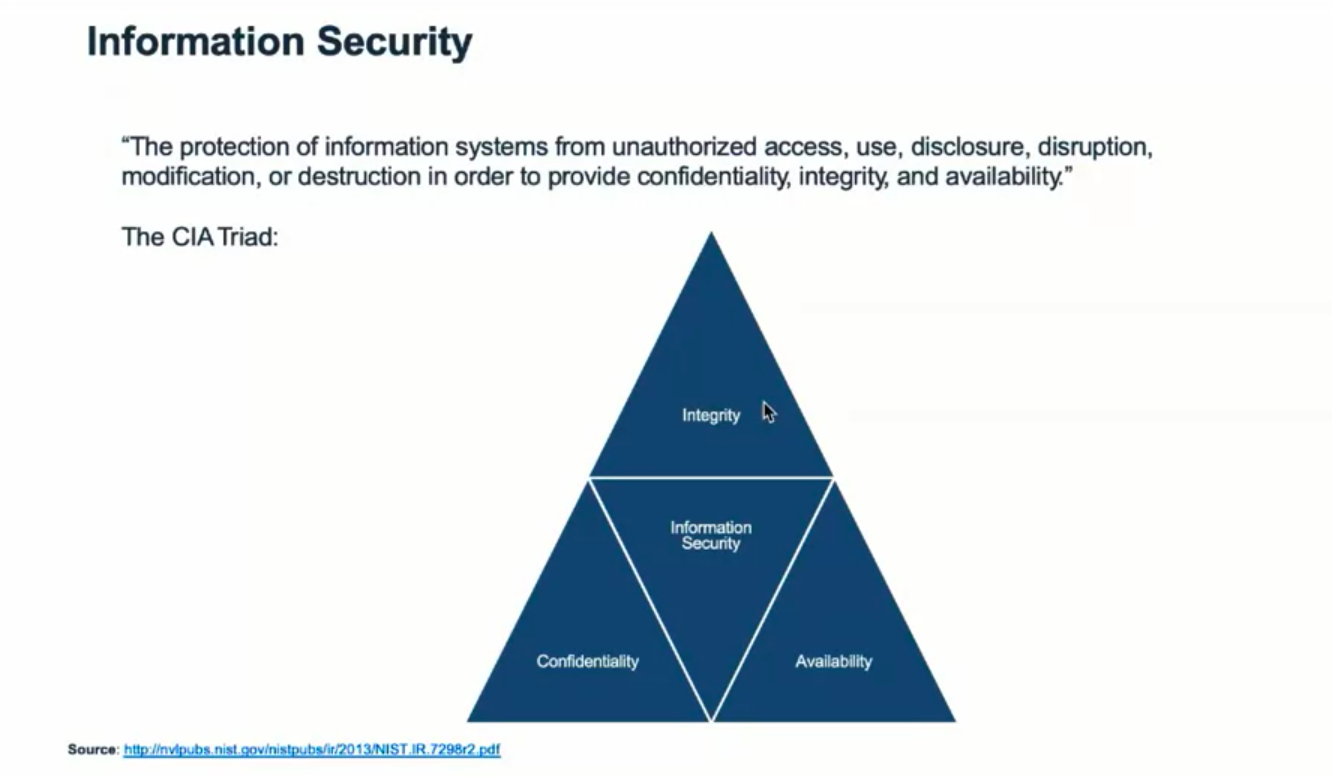 Information Security
“The protection of information systems from unauthorized access, use, disclosure, disruption,
modification, or destruction in order to provide confidentiality, integrity, and availability.”
The CIA Triad:
Integrity
Information
Security
Confidentiality
Availability
Source: http://nvlpubs.nist.gov/nistpubs/ir/2013/NIST.IR.7298r2.pdf